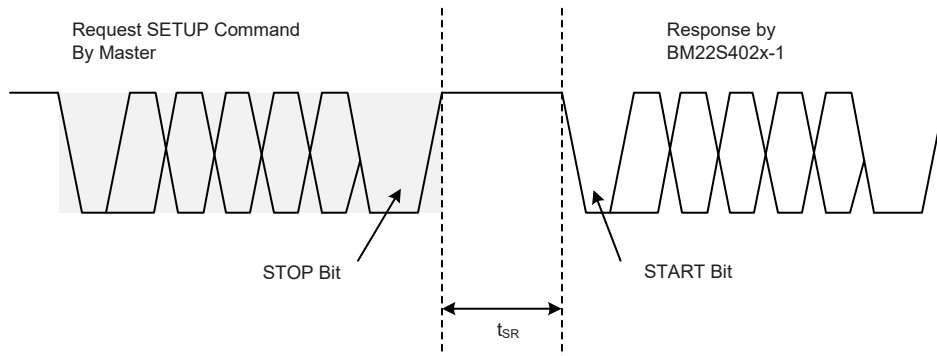 Request SETUP Command
By Master
Response by
BM22S402x-1
STOP Bit
START Bit
tSR